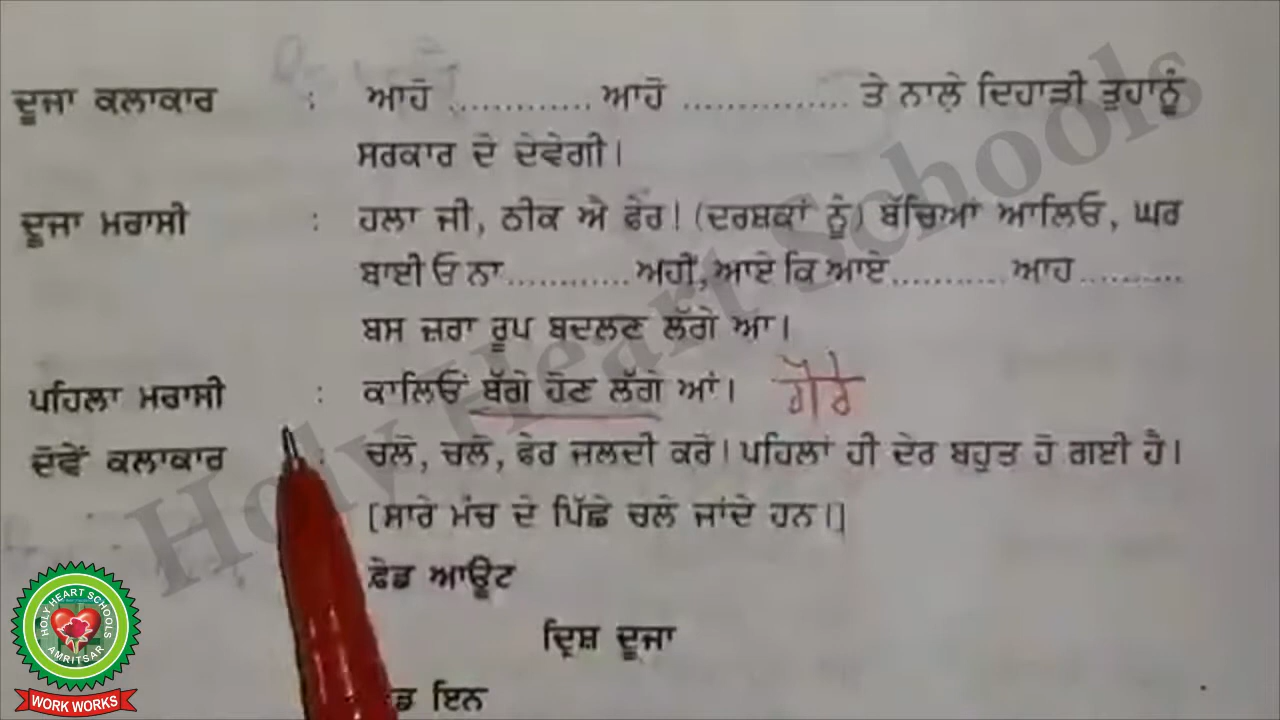 ਦੂਜਾ ਕਲਾਕਾਰ : ਆਹੋ ............. ਆਹੋ ............... ਤੇ ਨਾਲ਼ੇ ਦਿਹਾੜੀ ਤੁਹਾਨੂੰ
ਸਰਕਾਰ ਦੇ ਦੇਵੇਗੀ।
ਦੂਜਾ ਮਰਾਸੀ : ਹਲਾ ਜੀ, ਠੀਕ ਐ ਫੇਰ! (ਦਰਸ਼ਕਾਂ ਨੂੰ) ਬੱਚਿਆਂ ਆਲਿਓ, ਘਰ
ਬਾਈ ਓ ਨਾ........... ਅਹੀਂ, ਆਏ ਕਿ ਆਏ........... ਆਹ ..........
ਬਸ ਜ਼ਰਾ ਰੂਪ ਬਦਲਣ ਲੱਗੇ ਆਂ।
ਪਹਿਲਾ ਮਰਾਸੀ : ਕਾਲਿਓਂ ਬੱਗੇ ਹੋਣ ਲੱਗੇ ਆਂ। ਗੋਰੇ
ਦੋਵੇਂ ਕਲਾਕਾਰ : ਚਲੋ, ਚਲੋ, ਫੇਰ ਜਲਦੀ ਕਰੋ। ਪਹਿਲਾਂ ਹੀ ਦੇਰ ਬਹੁਤ ਹੋ ਗਈ ਹੈ।
[ਸਾਰੇ ਮੰਚ ਦੇ ਪਿੱਛੇ ਚਲੇ ਜਾਂਦੇ ਹਨ।]
ਫ਼ੇਡ ਆਊਟ
ਦ੍ਰਿਸ਼ ਦੂਜਾ
ਡ ਇਨ
Holy Heart Schools
HOLY HEART SCHOOLS
AMRITSAR
WORK WORKS